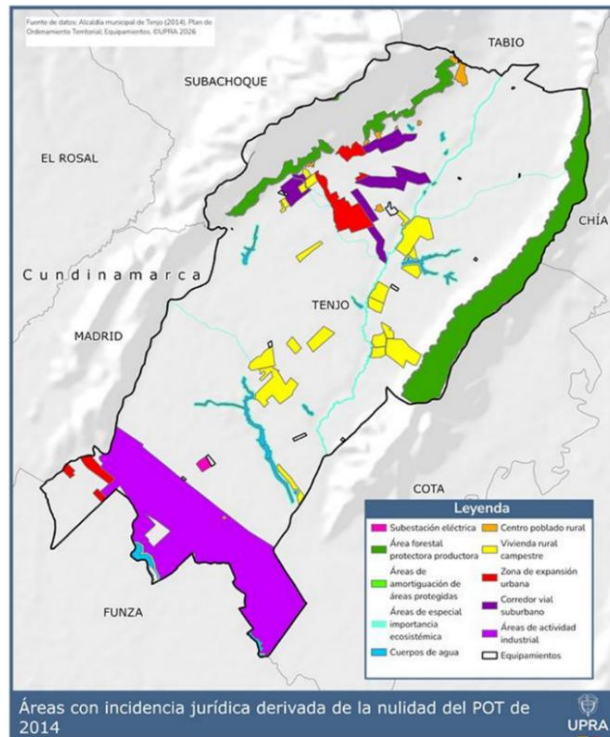 Fuente de datos: Alcaldía municipal de Tenjo (2014), Plan de
Ordenamiento Territorial; Equipamientos. ©UPRA 2026
TABIO
SUBACHOQUE
EL ROSAL
CHÍA
Cundinamarca
TENJO
MADRID
COTA
FUNZA
Leyenda
Subestación eléctrica
Área forestal
protectora productora
Áreas de
amortiguación de
áreas protegidas
Áreas de especial
importancia
ecosistémica
Cuerpos de agua
Centro poblado rural
Vivienda rural
campestre
Zona de expansión
urbana
Corredor vial
suburbano
Áreas de actividad
industrial
Equipamientos
Áreas con incidencia jurídica derivada de la nulidad del POT de
2014
UPRA